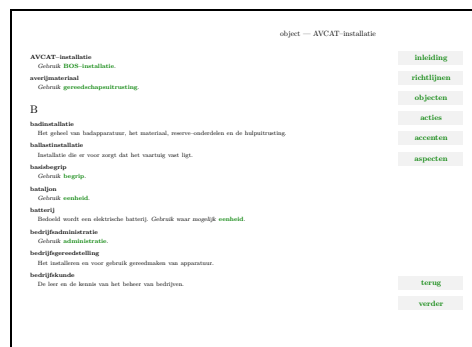 object — AVCAT–installatie
AVCAT–installatie
Gebruik BOS–installatie.
averijmateriaal
Gebruik gereedschapsuitrusting.
B
badinstallatie
Het geheel van badapparatuur, het materiaal, reserve-onderdelen en de hulpuitrusting.
ballastinstallatie
Installatie die er voor zorgt dat het vaartuig vast ligt.
basisbegrip
Gebruik begrip.
bataljon
Gebruik eenheid.
batterij
Bedoeld wordt een elektrische batterij. Gebruik waar mogelijk eenheid.
bedrijfsadministratie
Gebruik administratie.
bedrijfsgereedstelling
Het installeren en voor gebruik gereedmaken van apparatuur.
bedrijfskunde
De leer en de kennis van het beheer van bedrijven.
inleiding
richtlijnen
objecten
acties
accenten
aspecten
terug
verder